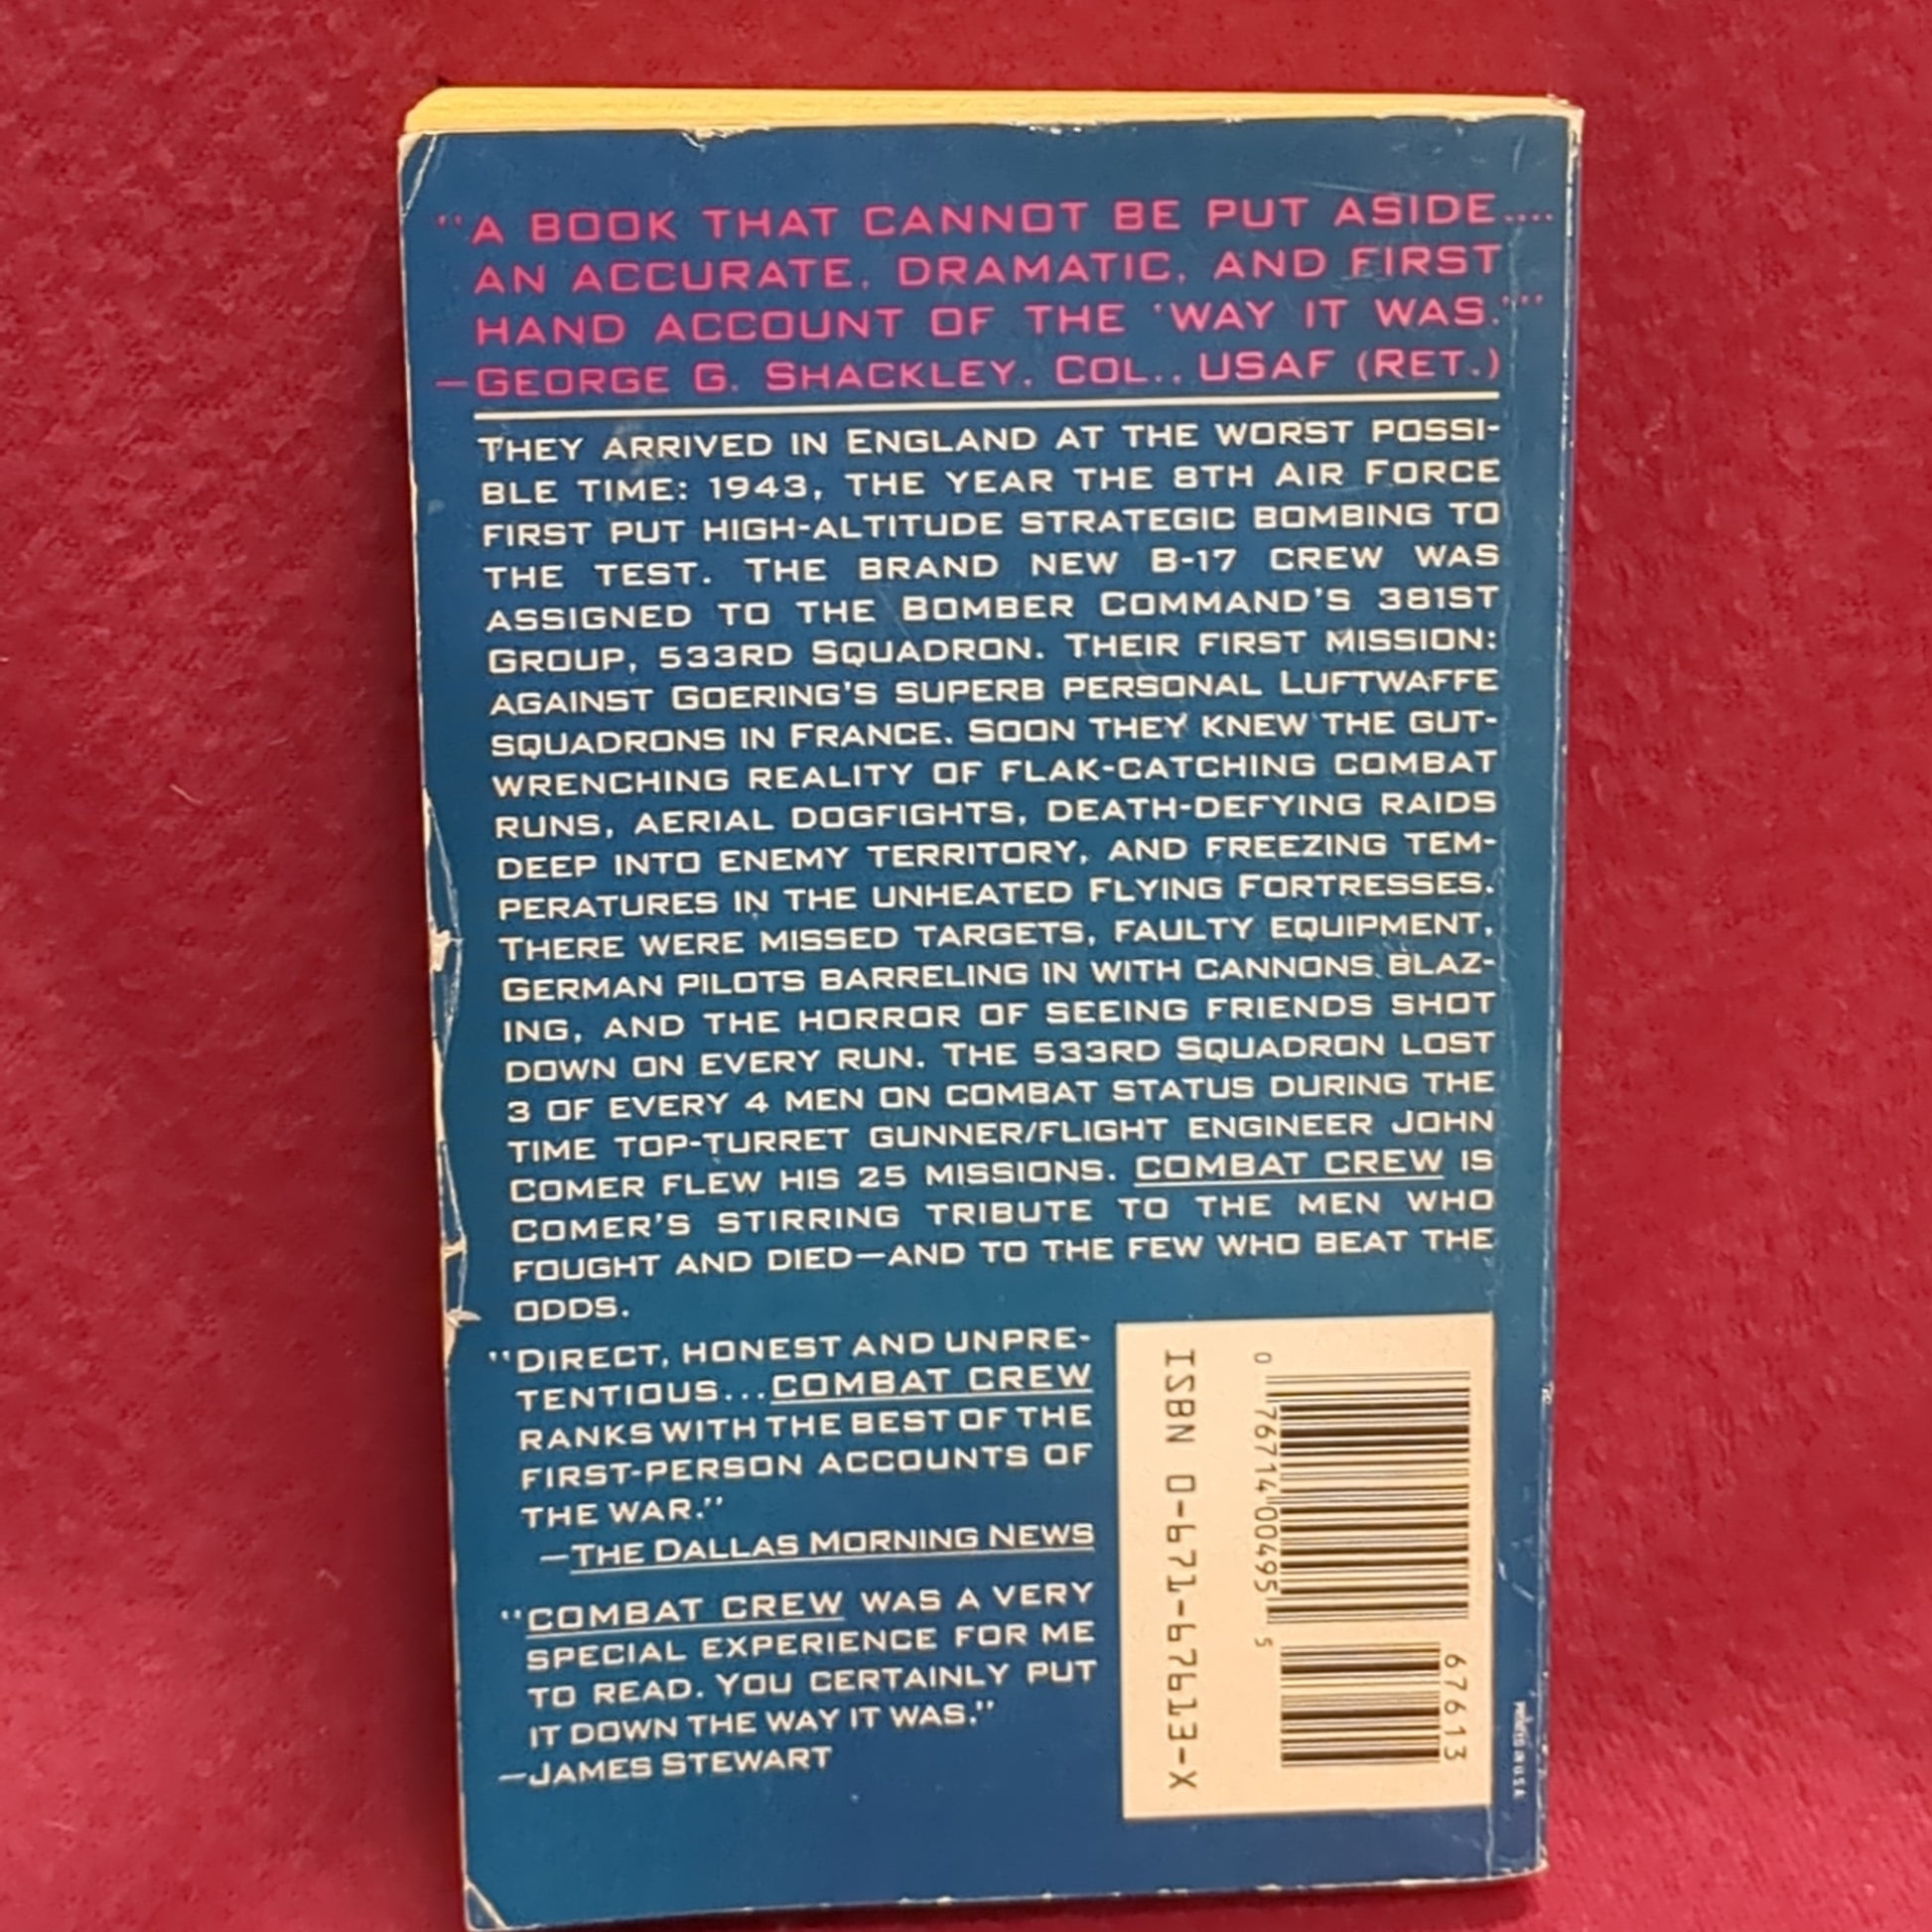 "A BOOK THAT CANNOT BE PUT ASIDE....
AN ACCURATE, DRAMATIC, AND FIRST
HAND ACCOUNT OF THE 'WAY IT WAS.'"
—GEORGE G. SHACKLEY, COL., USAF (RET.)
THEY ARRIVED IN ENGLAND AT THE WORST POSSI-
BLE TIME: 1943, THE YEAR THE 8TH AIR FORCE
FIRST PUT HIGH-ALTITUDE STRATEGIC BOMBING TO
THE TEST. THE BRAND NEW B-17 CREW WAS
ASSIGNED TO THE BOMBER COMMAND'S 381ST
GROUP, 533RD SQUADRON. THEIR FIRST MISSION:
AGAINST GOERING'S SUPERB PERSONAL LUFTWAFFE
SQUADRONS IN FRANCE. SOON THEY KNEW THE GUT-
WRENCHING REALITY OF FLAK-CATCHING COMBAT
RUNS, AERIAL DOGFIGHTS, DEATH-DEFYING RAIDS
DEEP INTO ENEMY TERRITORY, AND FREEZING TEM-
PERATURES IN THE UNHEATED FLYING FORTRESSES.
THERE WERE MISSED TARGETS, FAULTY EQUIPMENT,
GERMAN PILOTS BARRELING IN WITH CANNONS BLAZ-
ING, AND THE HORROR OF SEEING FRIENDS SHOT
DOWN ON EVERY RUN. THE 533RD SQUADRON LOST
3 OF EVERY 4 MEN ON COMBAT STATUS DURING THE
TIME TOP-TURRET GUNNER/FLIGHT ENGINEER JOHN
COMER FLEW HIS 25 MISSIONS. COMBAT CREW IS
COMER'S STIRRING TRIBUTE TO THE MEN WHO
FOUGHT AND DIED—AND TO THE FEW WHO BEAT THE
ODDS.
"DIRECT, HONEST AND UNPRE-
TENTIOUS...COMBAT CREW
RANKS WITH THE BEST OF THE
FIRST-PERSON ACCOUNTS OF
THE WAR."
—THE DALLAS MORNING NEWS
"COMBAT CREW WAS A VERY
SPECIAL EXPERIENCE FOR ME
TO READ. YOU CERTAINLY PUT
IT DOWN THE WAY IT WAS."
—JAMES STEWART
ISBN 0-671-67613-X
0 76714 00495 5
67613
PRINTED IN U.S.A.